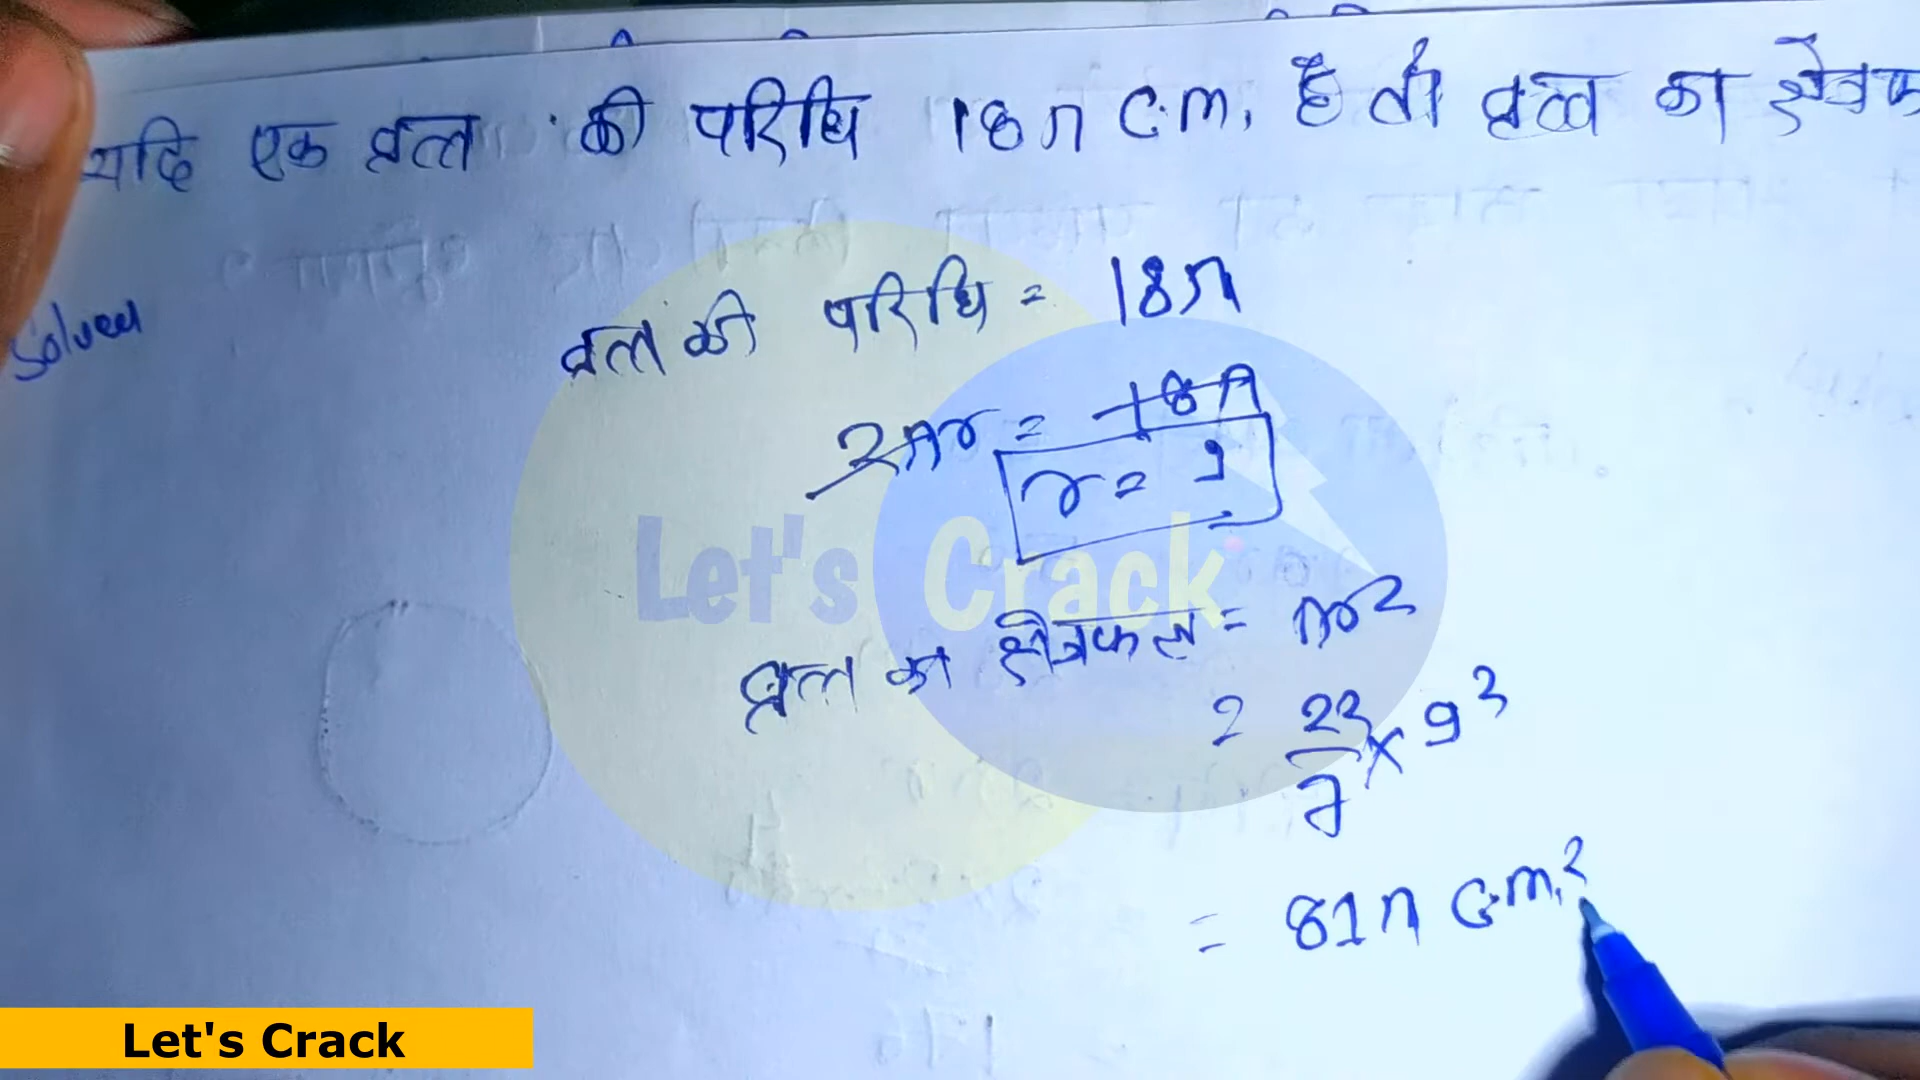 यदि एक वृत्त की परिधि 18π c.m. है तो वृत्त का क्षेत्रफ
Solved
वृत्त की परिधि = 18π
2πr = 18π
r = 9
Let's Crack
वृत्त का क्षेत्रफल = πr²
= 22/7 × 9²
= 81π c.m.²
Let's Crack